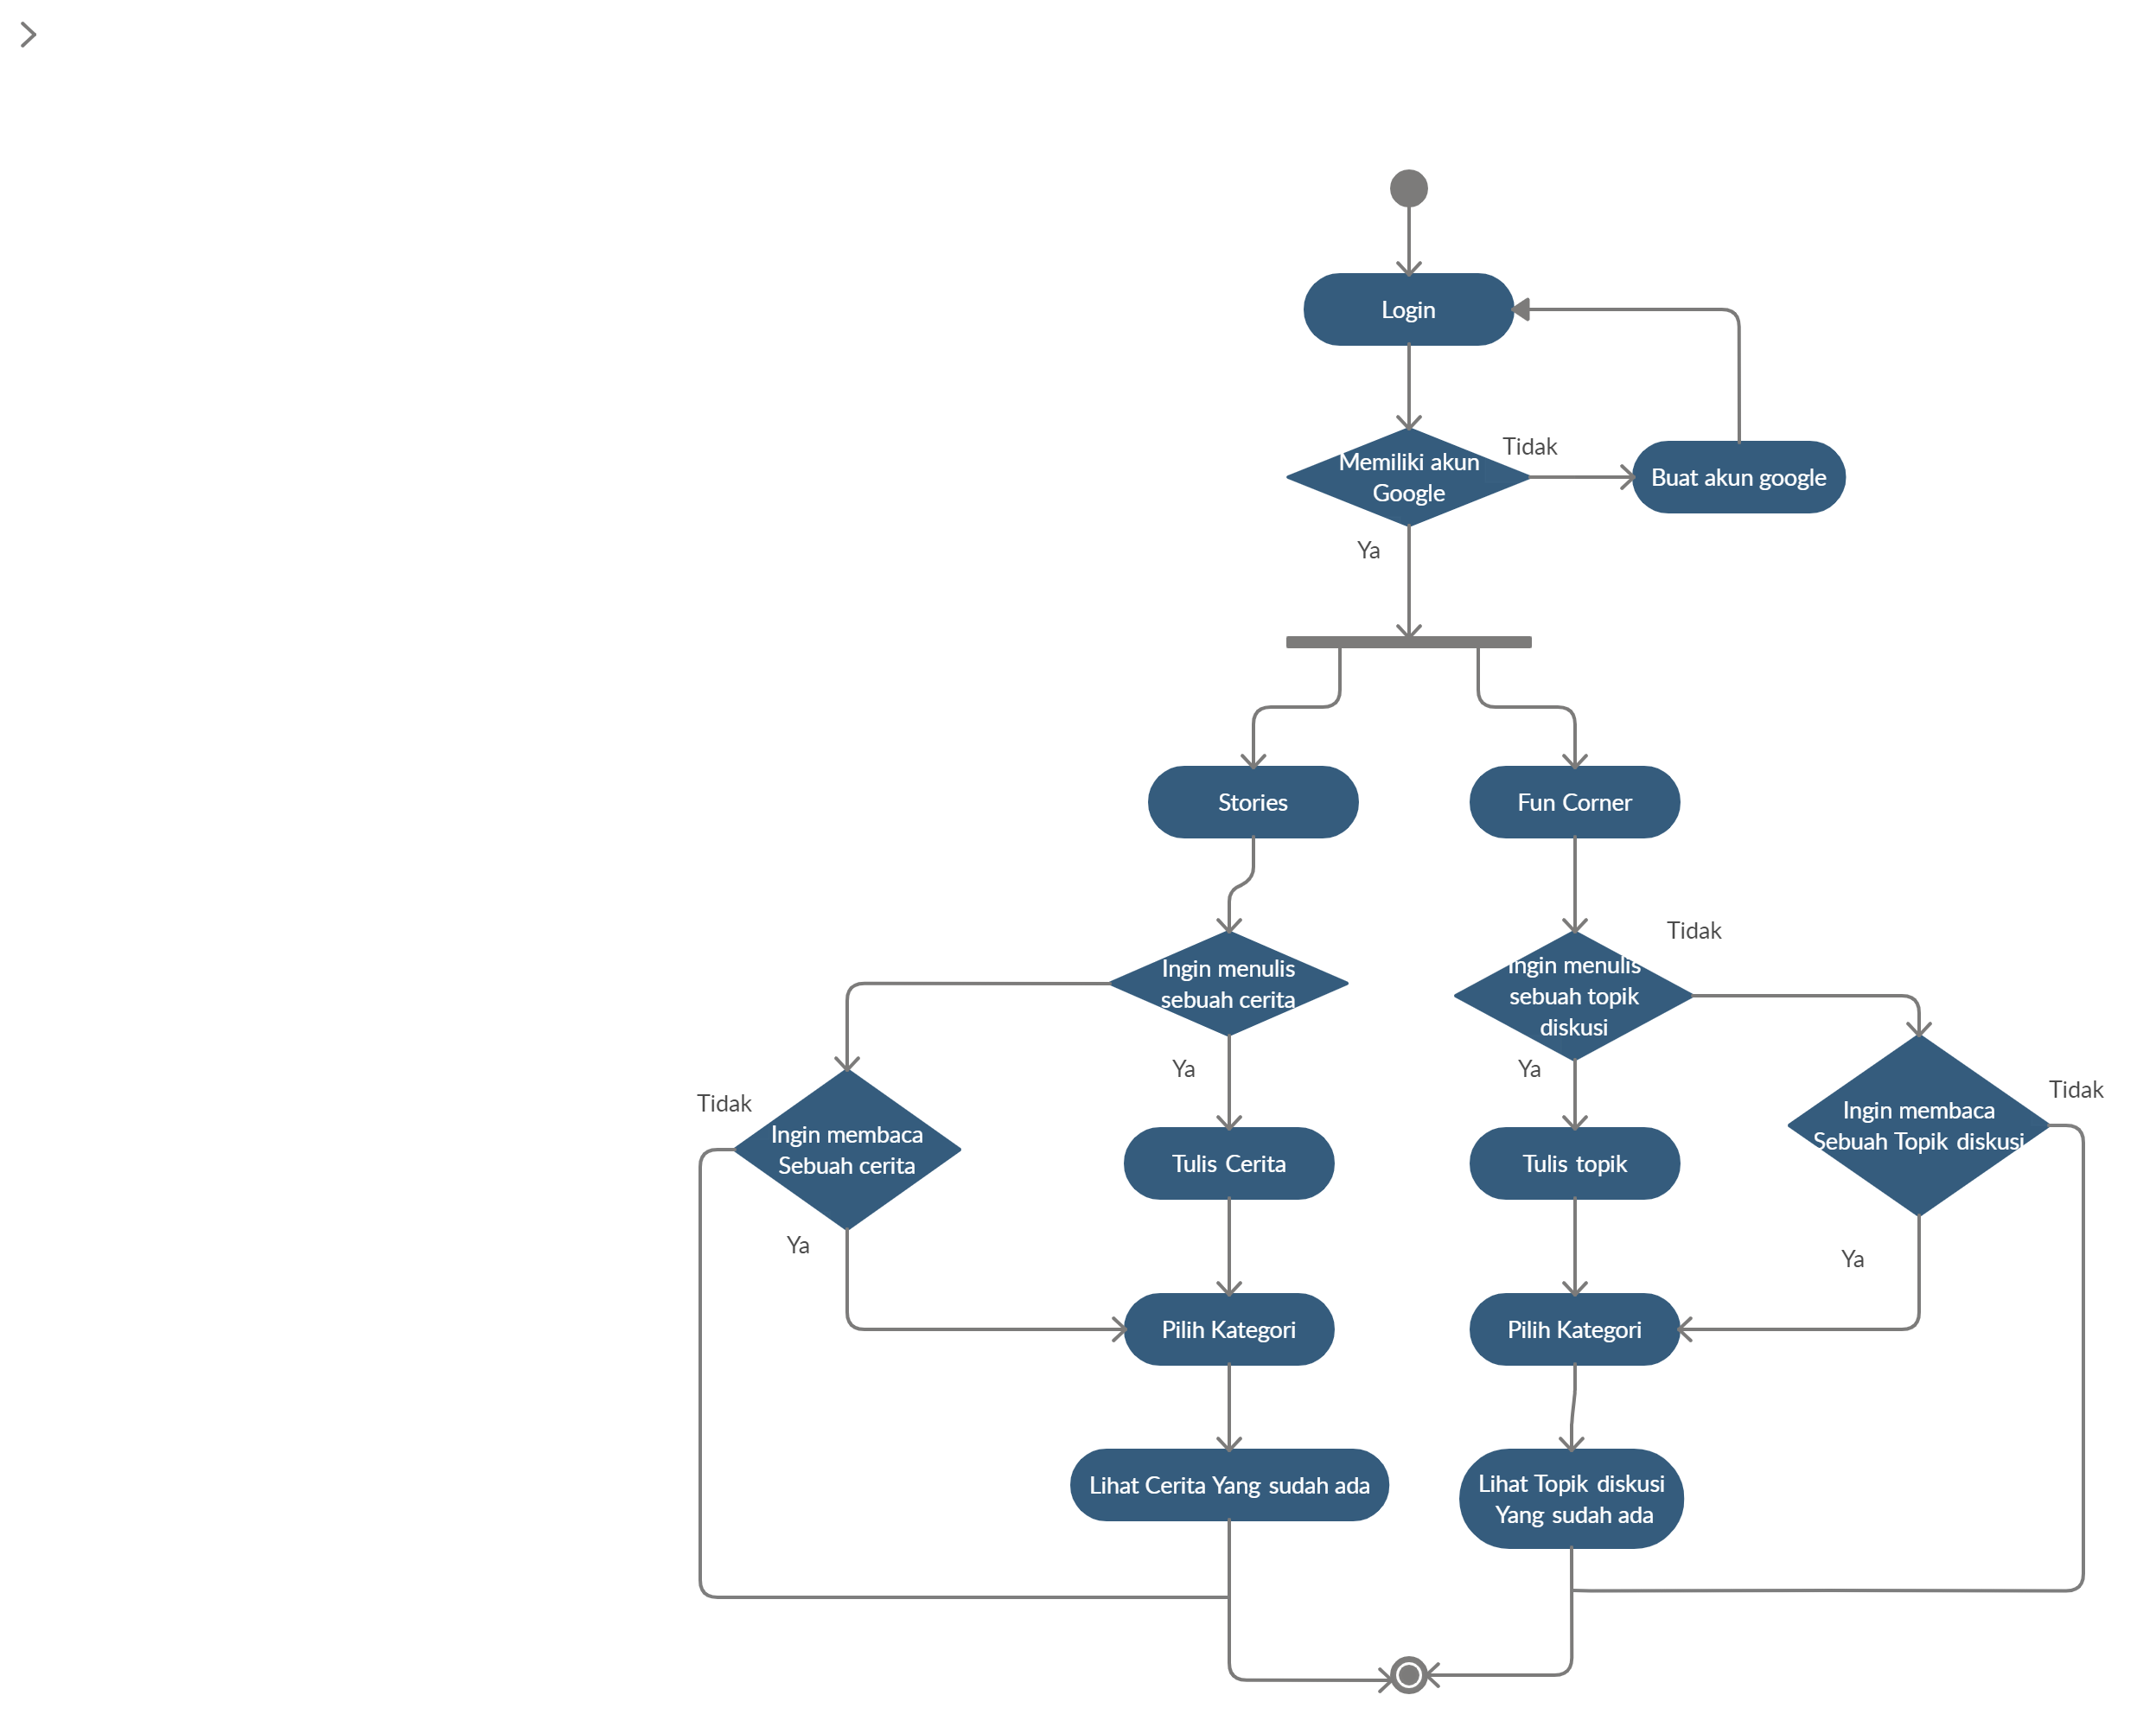 Login
Tidak
Memiliki akun
Google
Buat akun google
Ya
Stories
Fun Corner
Tidak
Ingin menulis
sebuah cerita
Ingin menulis
sebuah topik
diskusi
Ya
Ya
Tidak
Tidak
Ingin membaca
Sebuah cerita
Ingin membaca
Sebuah Topik diskusi
Tulis Cerita
Tulis topik
Ya
Ya
Pilih Kategori
Pilih Kategori
Lihat Cerita Yang sudah ada
Lihat Topik diskusi
Yang sudah ada